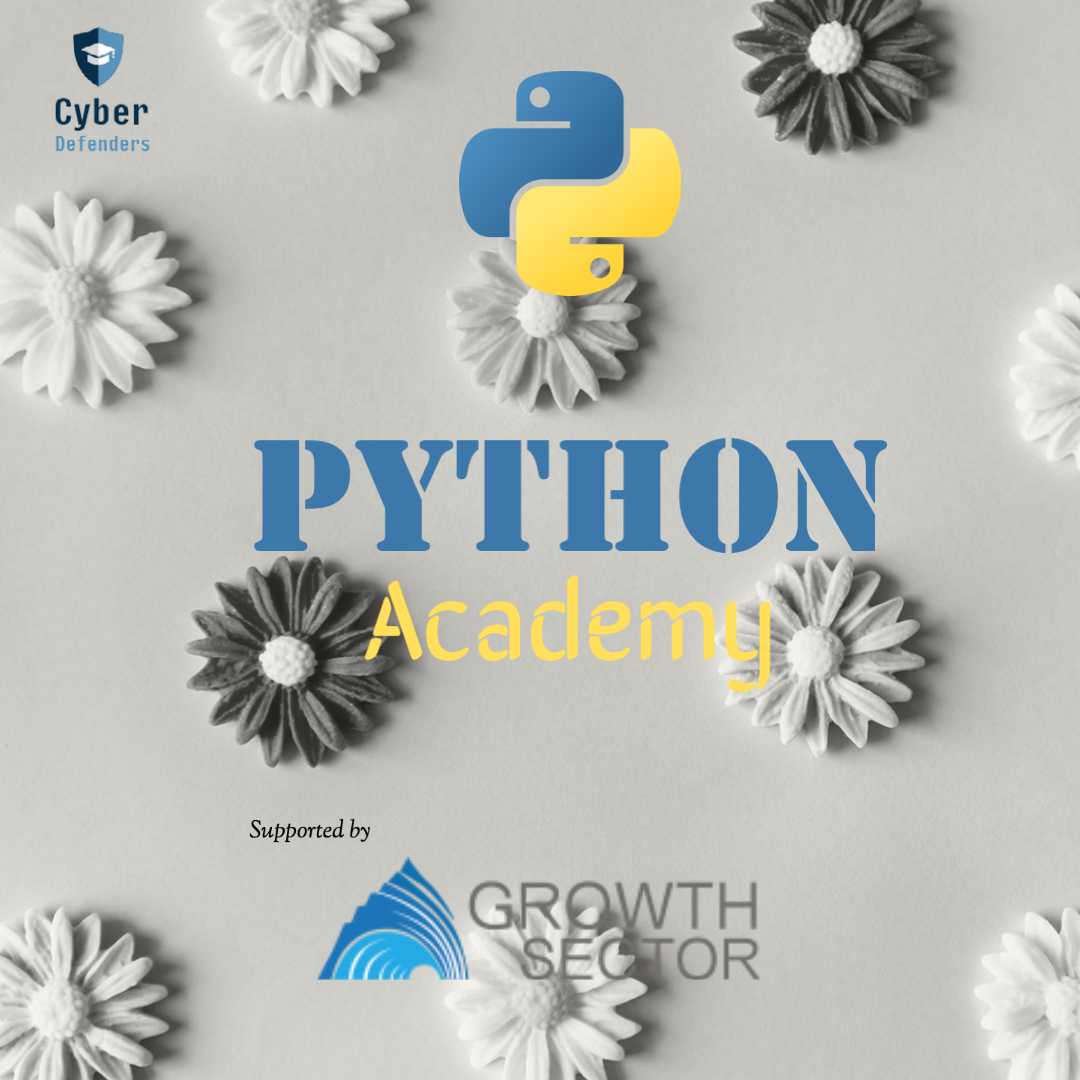 Cyber
Defenders
PYTHON
Academy
Supported by
GROWTH
SECTOR